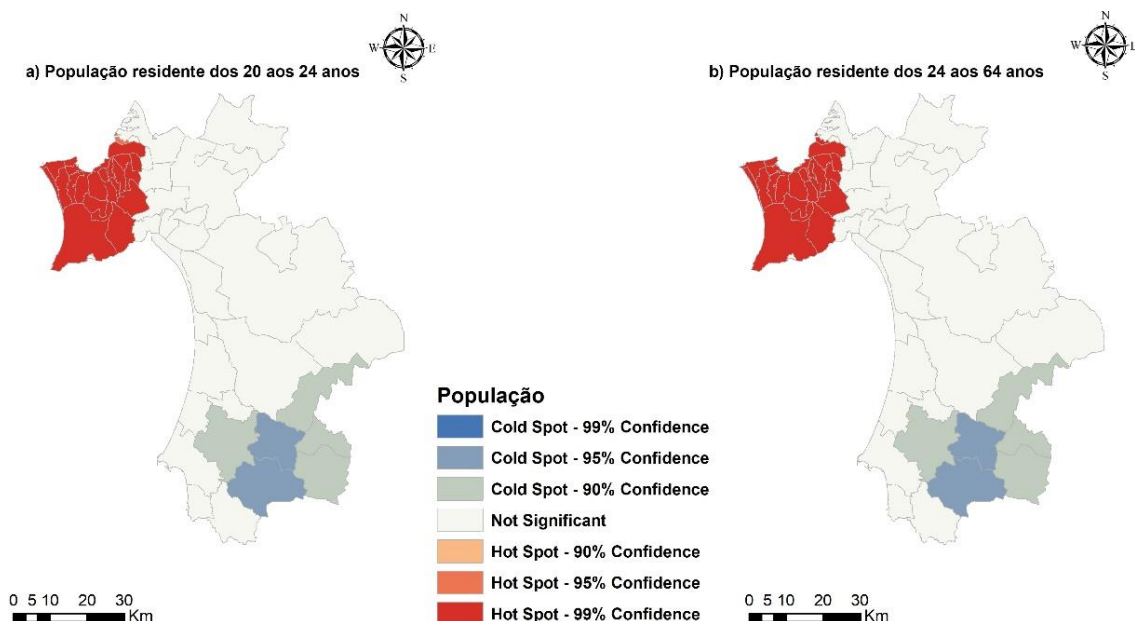 N
W E
S
a) População residente dos 20 aos 24 anos
N
W E
S
b) População residente dos 24 aos 64 anos
População
Cold Spot - 99% Confidence
Cold Spot - 95% Confidence
Cold Spot - 90% Confidence
Not Significant
Hot Spot - 90% Confidence
Hot Spot - 95% Confidence
Hot Spot - 99% Confidence
0 5 10 20 30
Km
0 5 10 20 30
Km